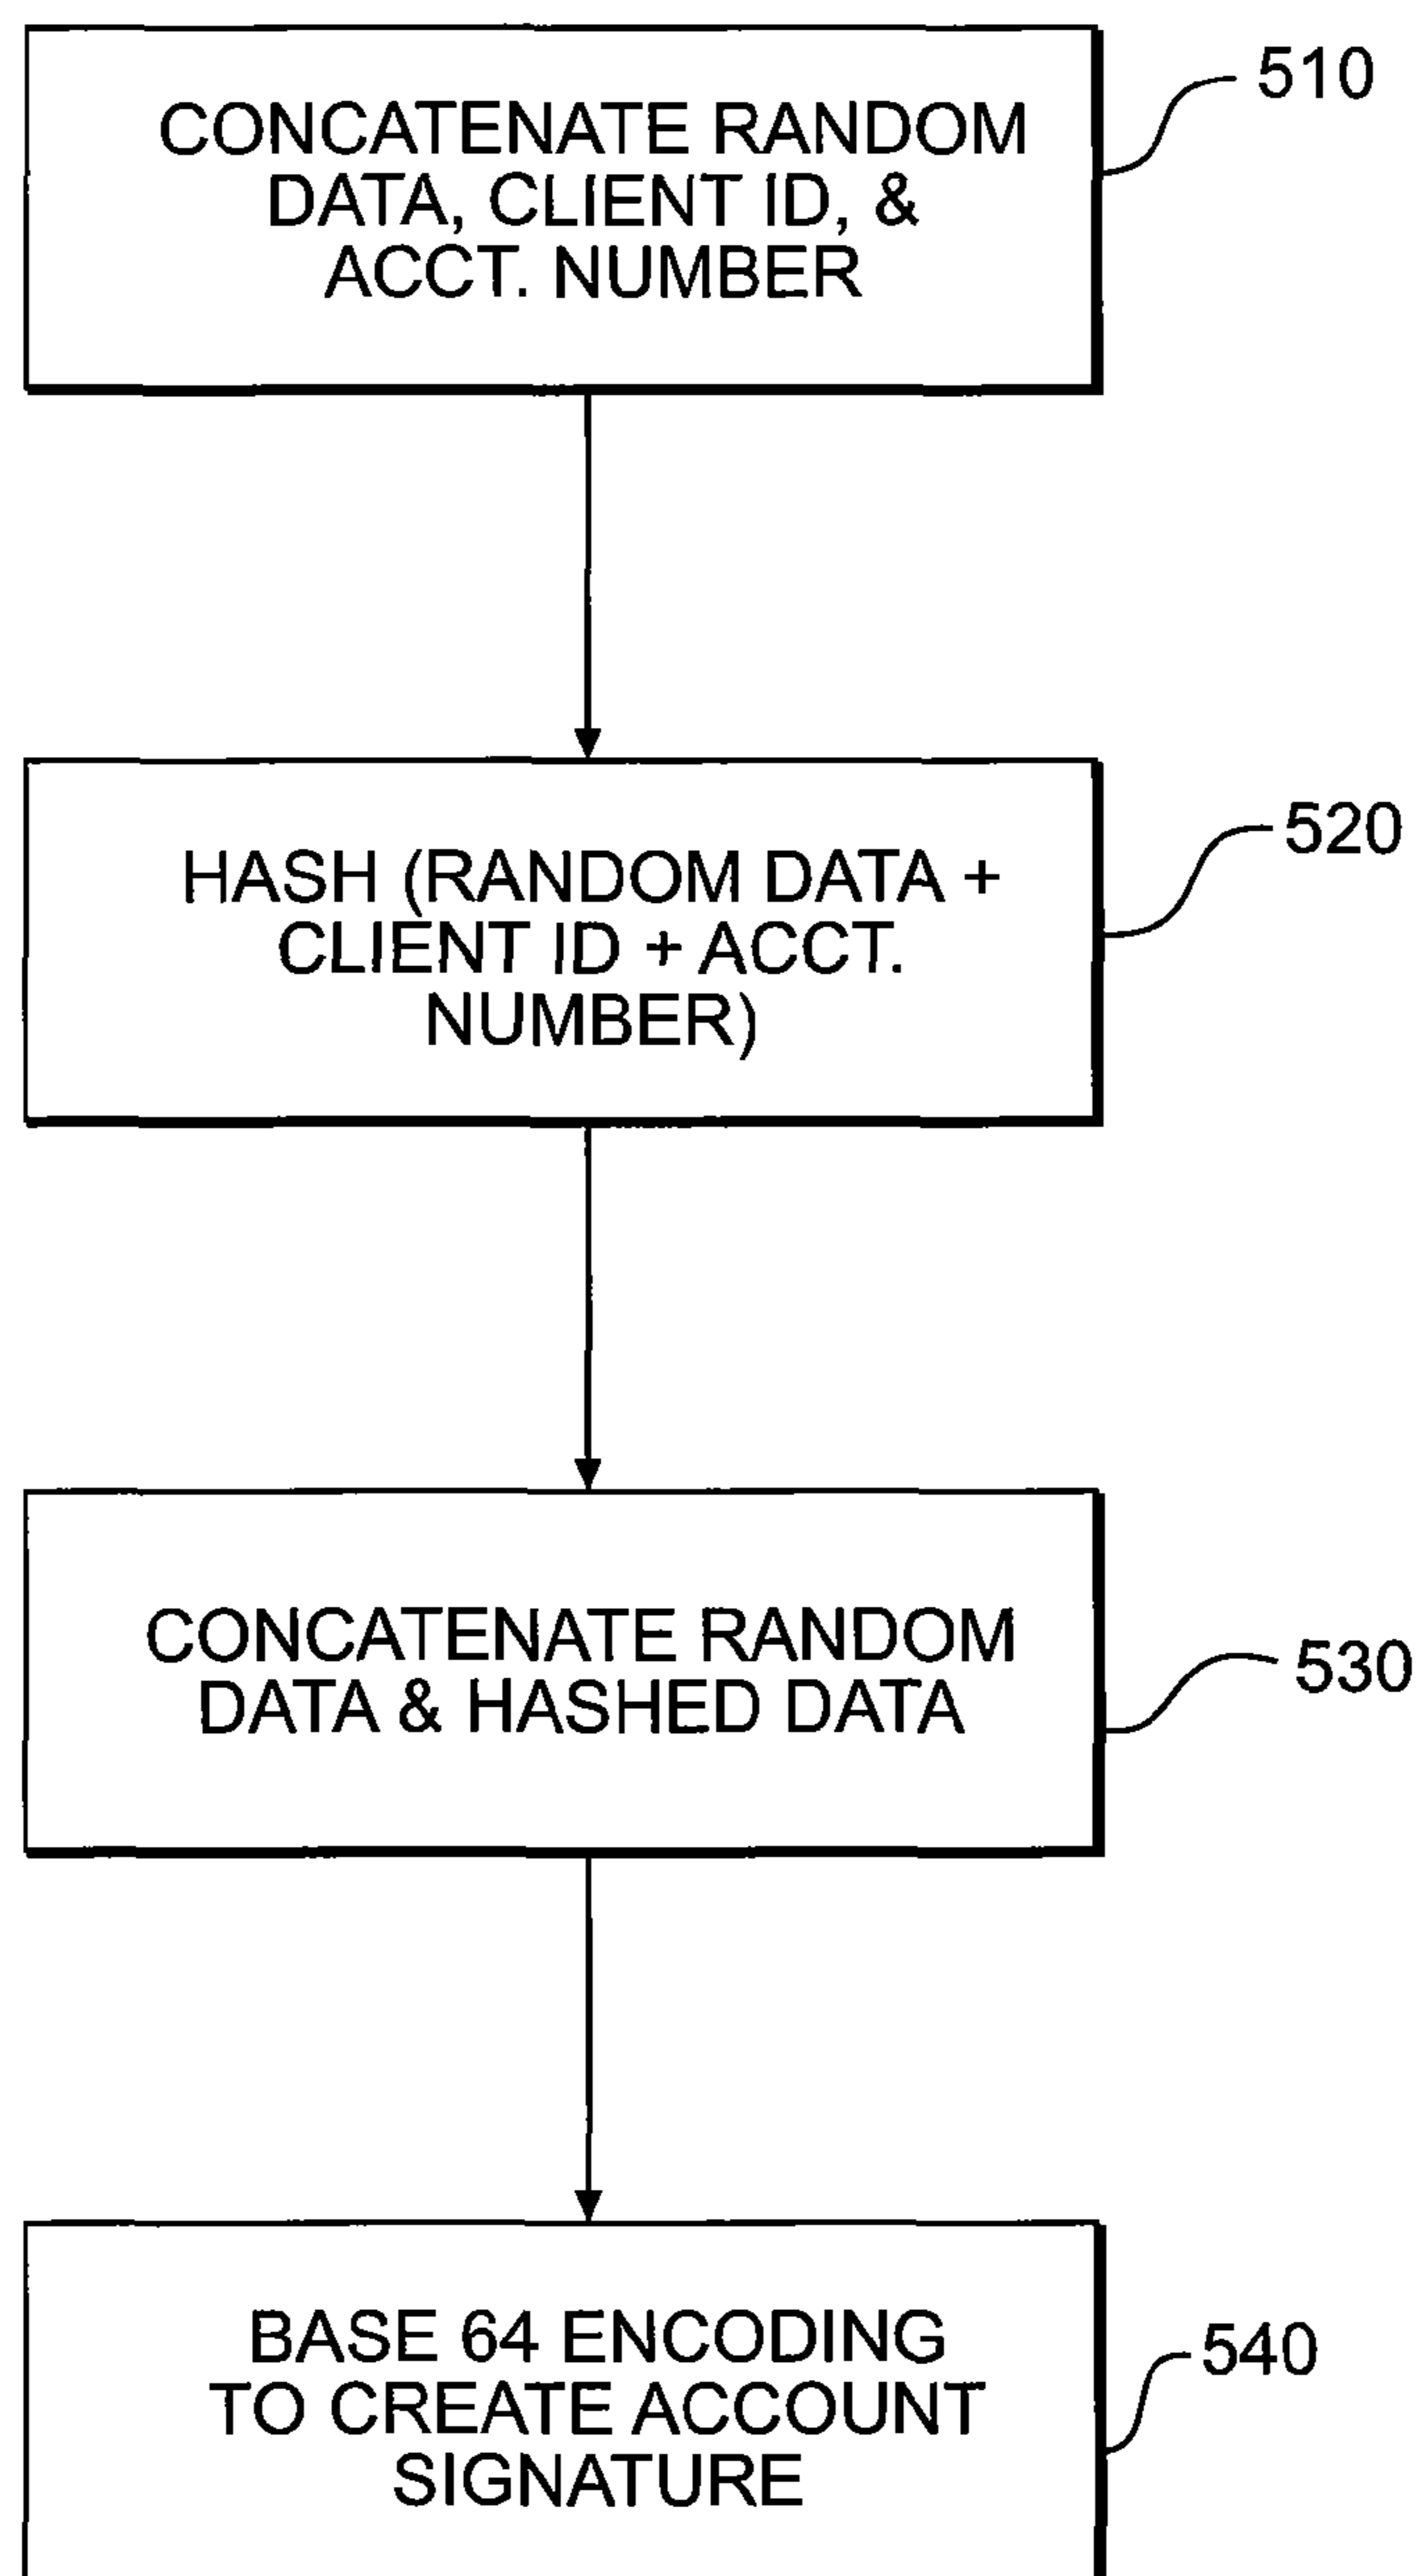 CONCATENATE RANDOM
DATA, CLIENT ID, &
ACCT. NUMBER
510
HASH (RANDOM DATA +
CLIENT ID + ACCT.
NUMBER)
520
CONCATENATE RANDOM
DATA & HASHED DATA
530
BASE 64 ENCODING
TO CREATE ACCOUNT
SIGNATURE
540